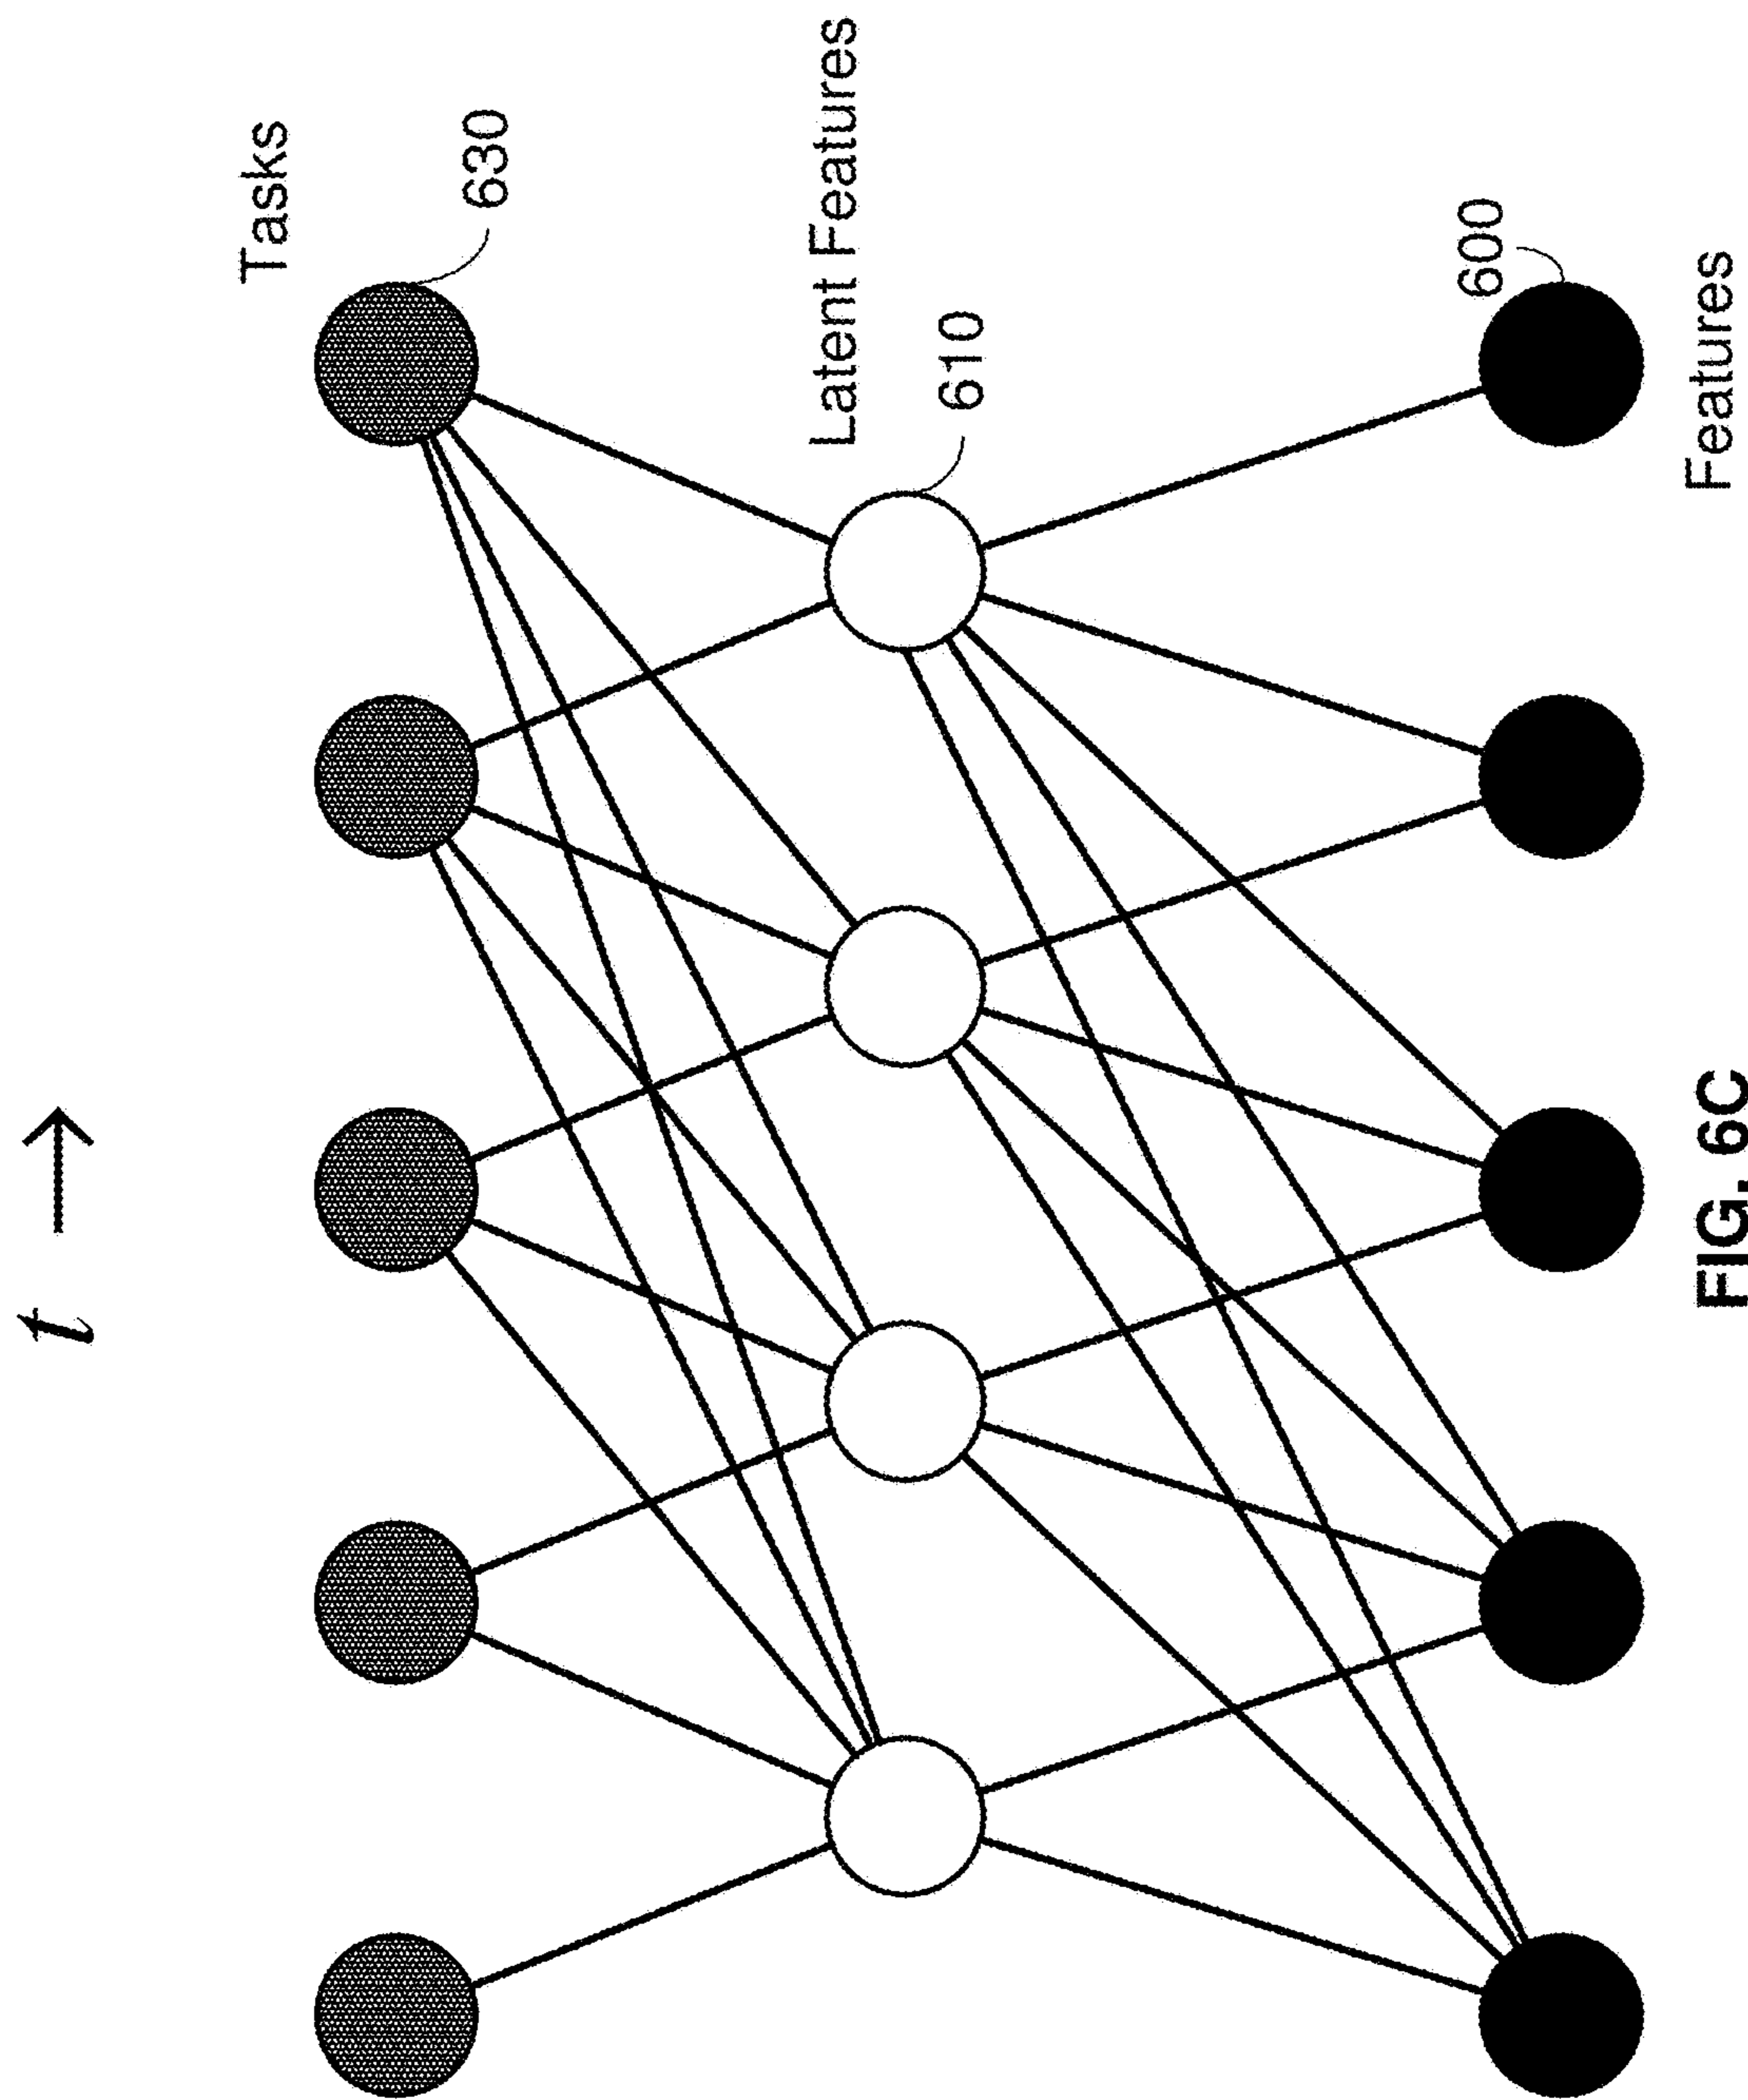 t →
Tasks
630
Latent Features
610
600
Features
FIG. 6C